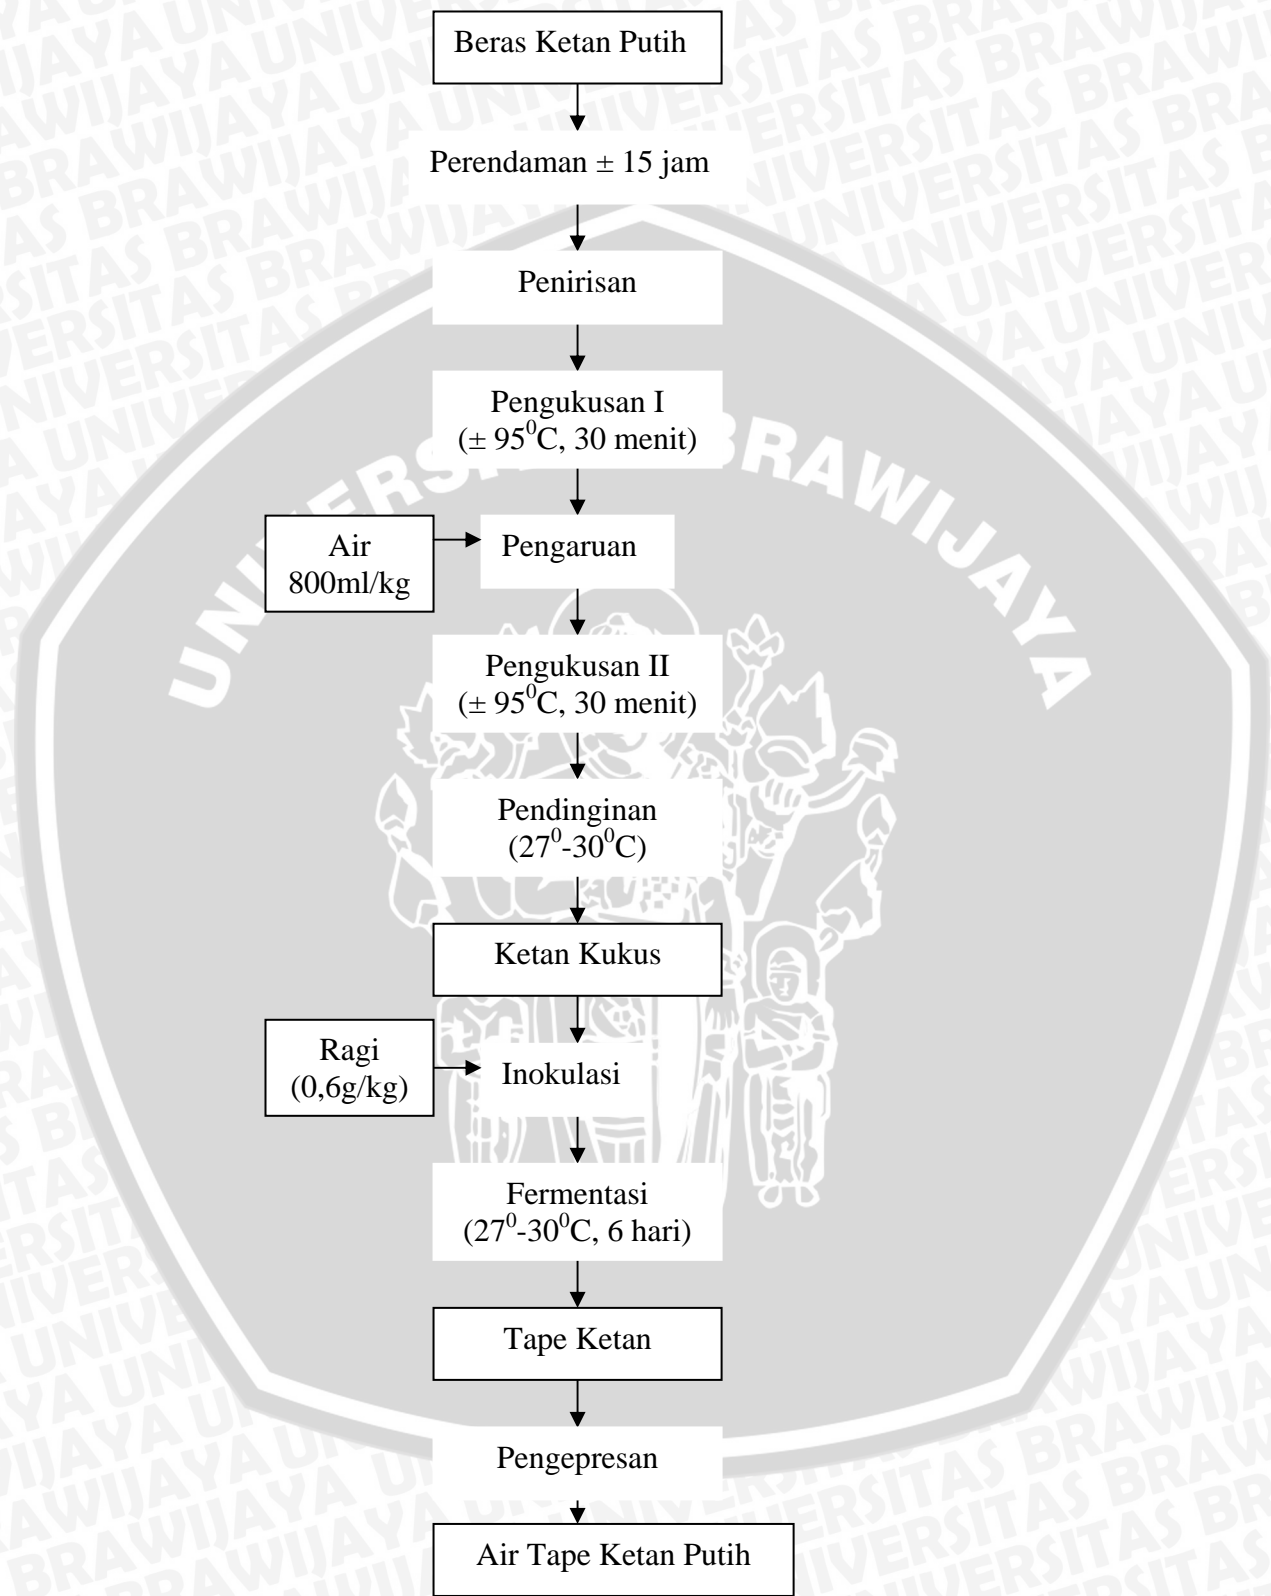 Beras Ketan Putih
Perendaman ± 15 jam
Penirisan
Pengukusan I
(± 95⁰C, 30 menit)
Air
800ml/kg
Pengaruan
Pengukusan II
(± 95⁰C, 30 menit)
Pendinginan
(27⁰-30⁰C)
Ketan Kukus
Ragi
(0,6g/kg)
Inokulasi
Fermentasi
(27⁰-30⁰C, 6 hari)
Tape Ketan
Pengepresan
Air Tape Ketan Putih
UNIVERSITAS BRAWIJAYA